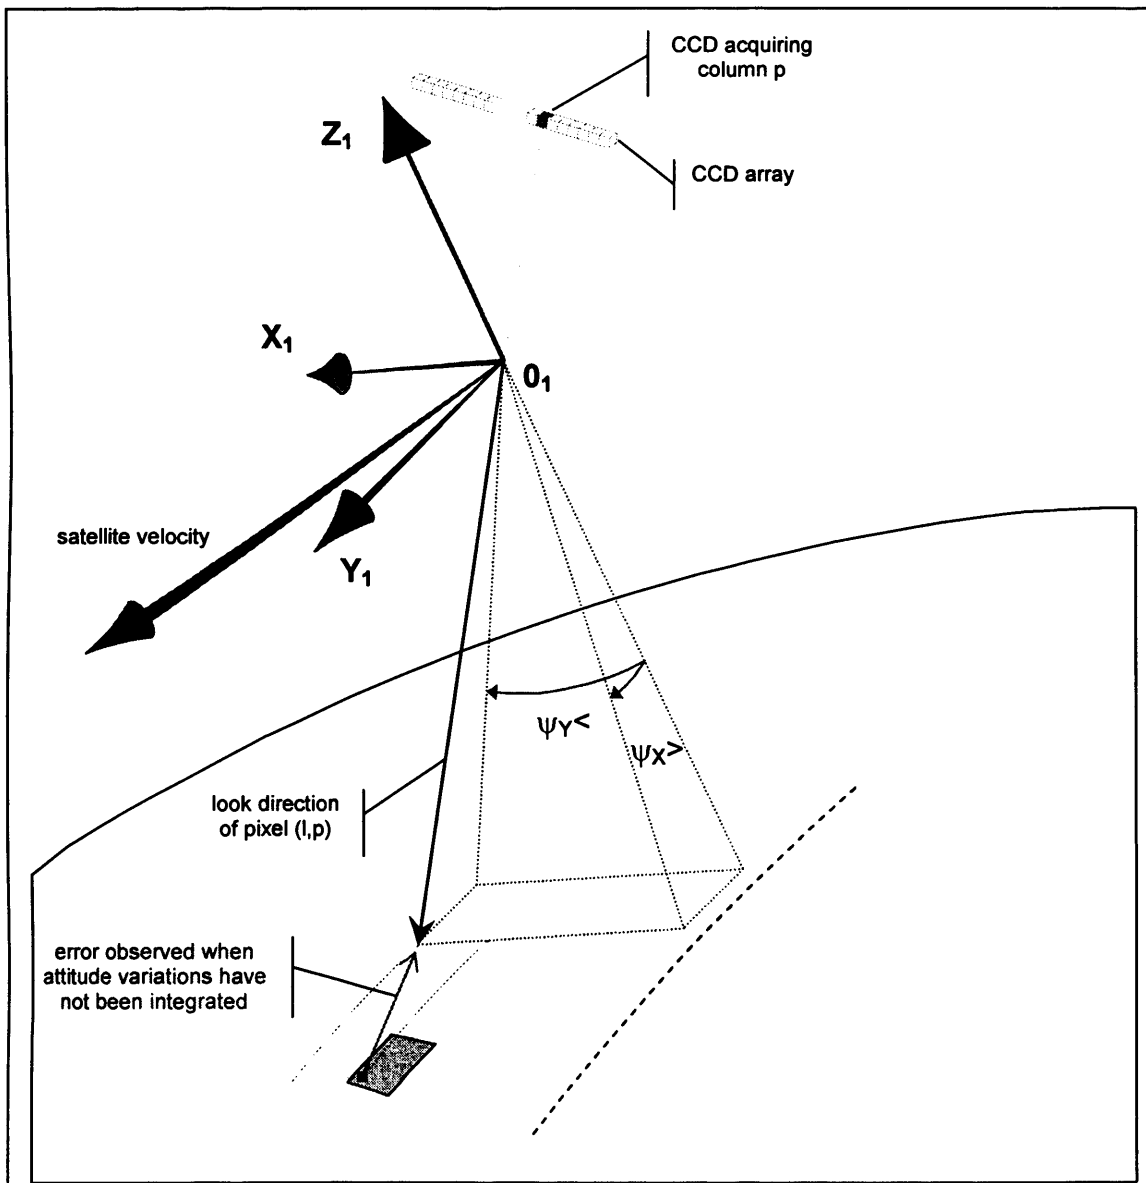 CCD acquiring
column p
Z₁
CCD array
X₁
0₁
satellite velocity
Y₁
ψY<
ψX>
look direction
of pixel (l,p)
error observed when
attitude variations have
not been integrated